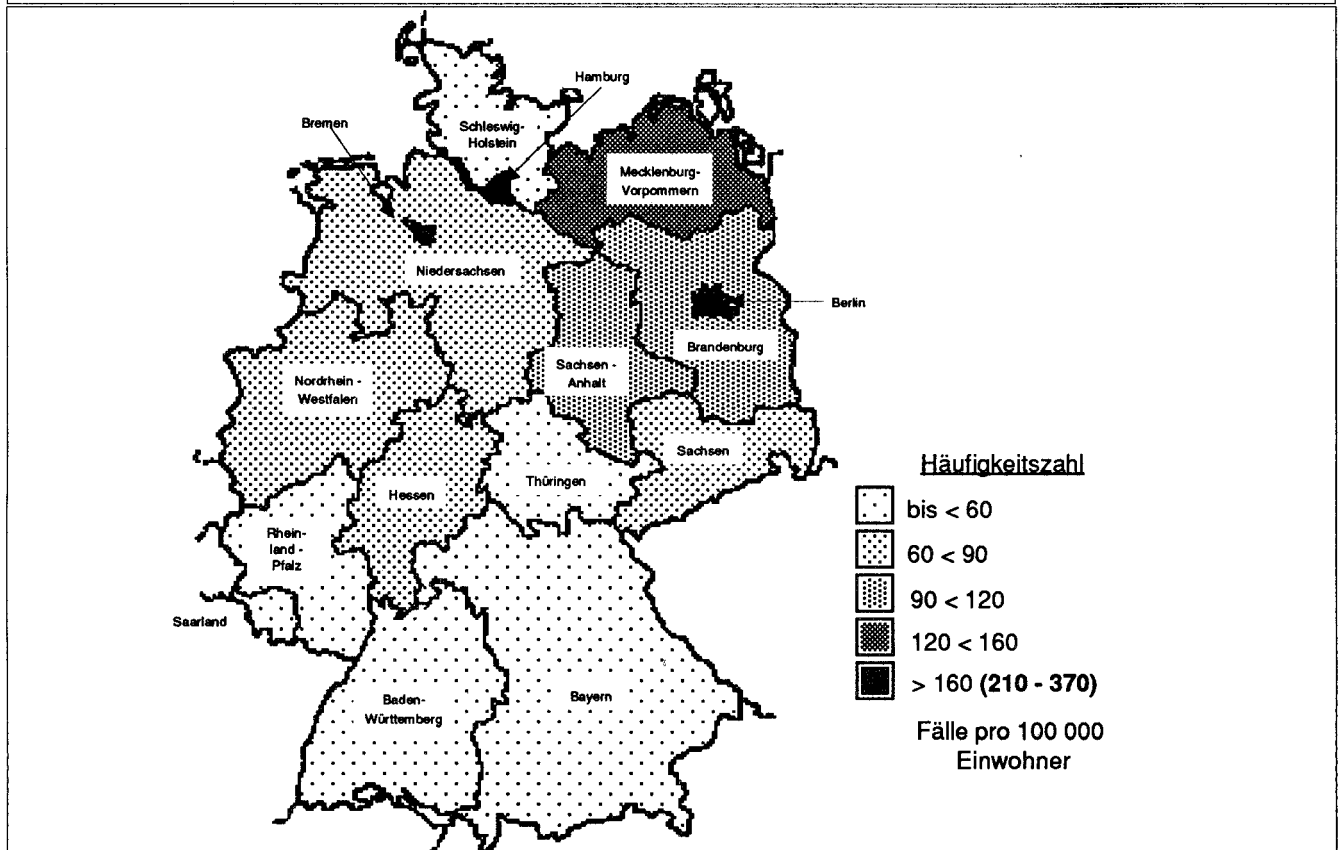 Hamburg
Bremen
Schleswig-
Holstein
Mecklenburg-
Vorpommern
Niedersachsen
Berlin
Brandenburg
Sachsen -
Anhalt
Nordrhein -
Westfalen
Sachsen
Thüringen
Hessen
Rhein-
land -
Pfalz
Saarland
Baden-
Württemberg
Bayern
Häufigkeitszahl
bis < 60
60 < 90
90 < 120
120 < 160
> 160 (210 - 370)
Fälle pro 100 000
Einwohner